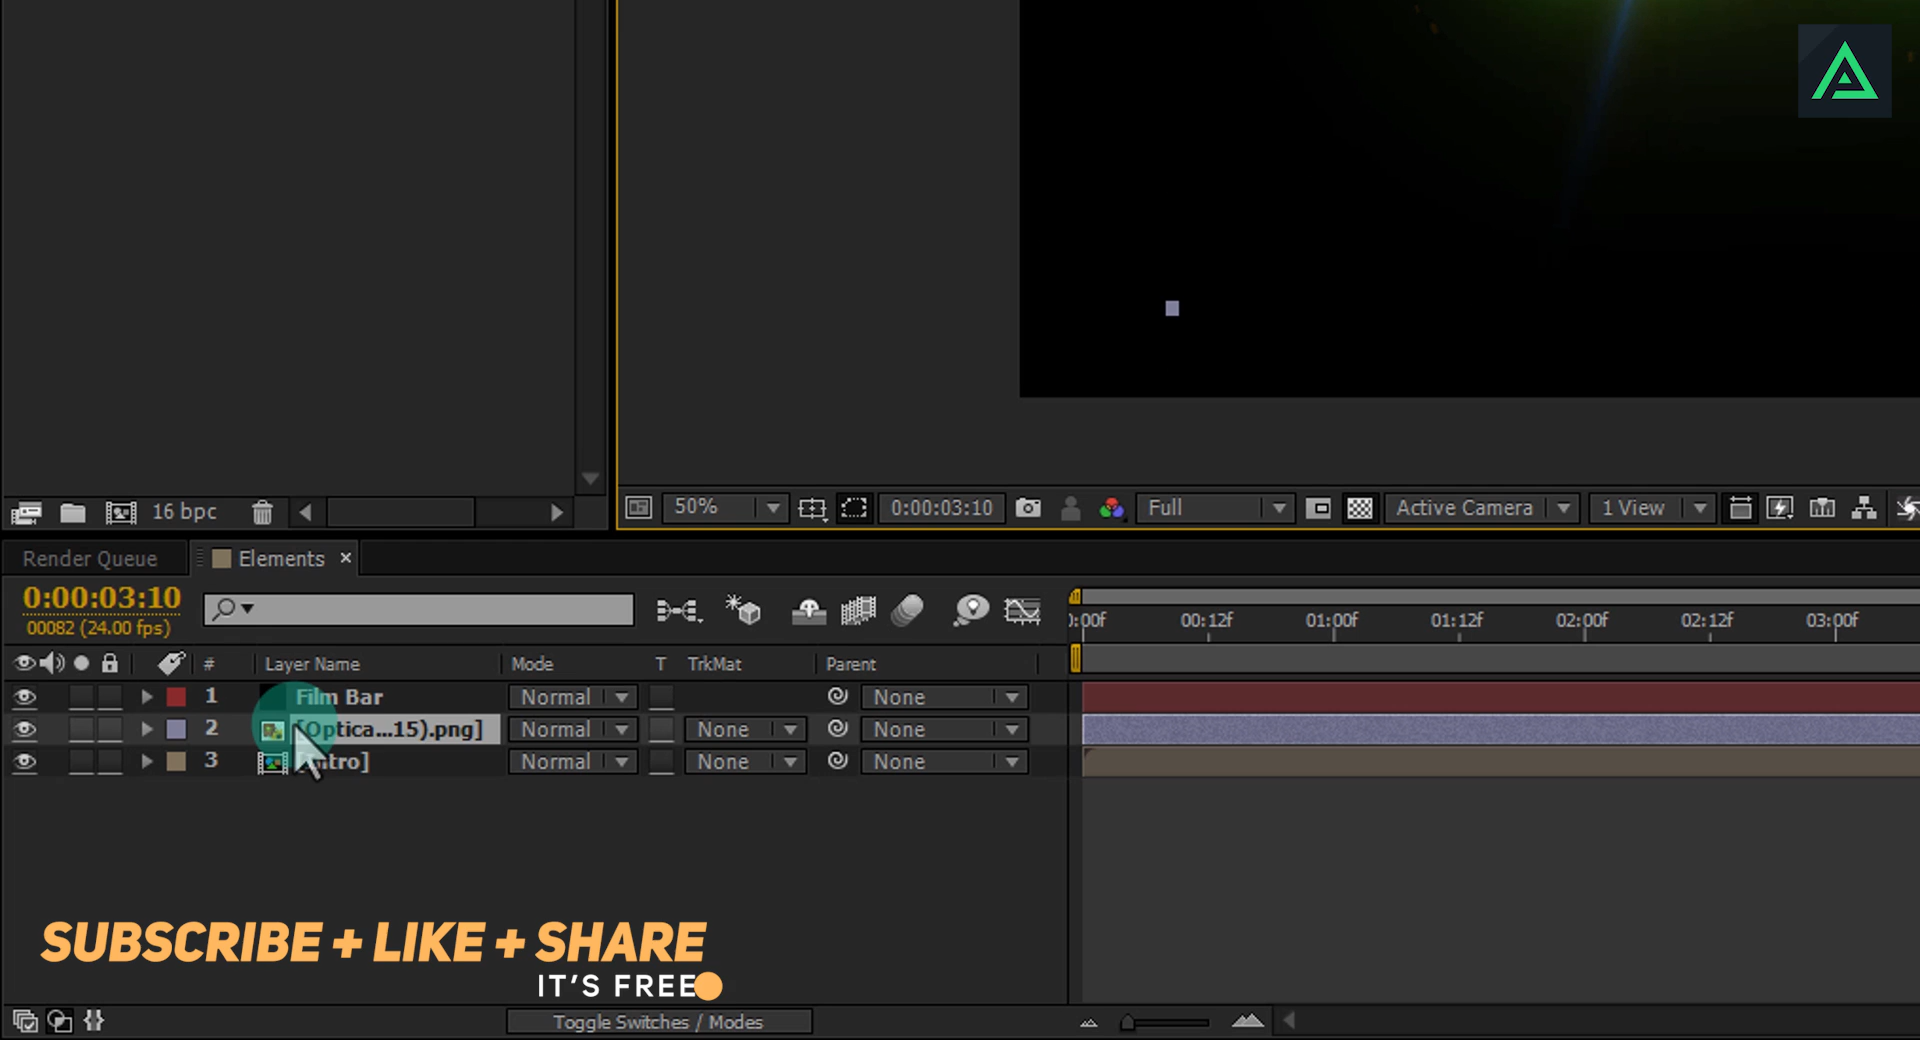 16 bpc
50%
0:00:03:10
Full
Active Camera
1 View
Render Queue
Elements ×
0:00:03:10
00082 (24.00 fps)
):00f 00:12f 01:00f 01:12f 02:00f 02:12f 03:00f
# Layer Name Mode T TrkMat Parent
1 Film Bar Normal None
2 [Optica...15).png] Normal None None
3 [Intro] Normal None None
SUBSCRIBE + LIKE + SHARE
IT'S FREE
Toggle Switches / Modes